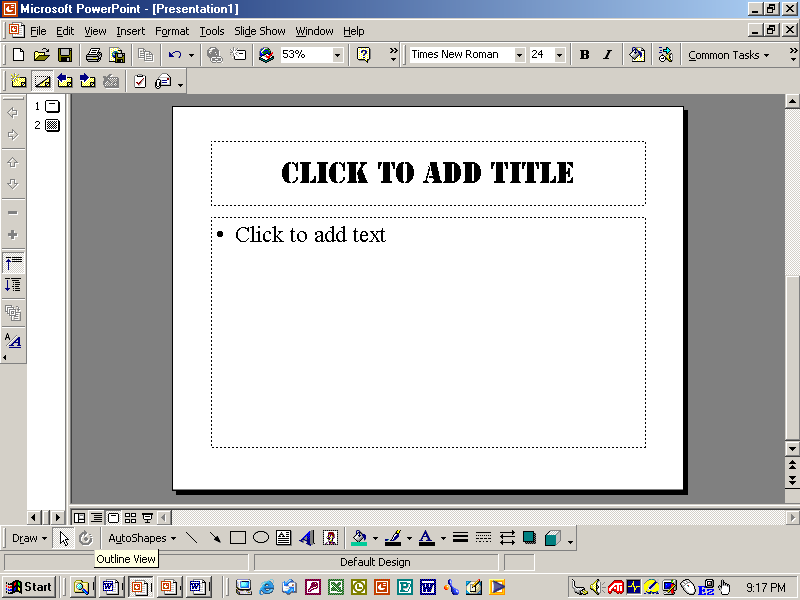 Microsoft PowerPoint - [Presentation1]
File Edit View Insert Format Tools Slide Show Window Help
53% Times New Roman 24 B I Common Tasks
1
2
CLICK TO ADD TITLE
• Click to add text
Draw AutoShapes
Outline View
Default Design
Start 9:17 PM